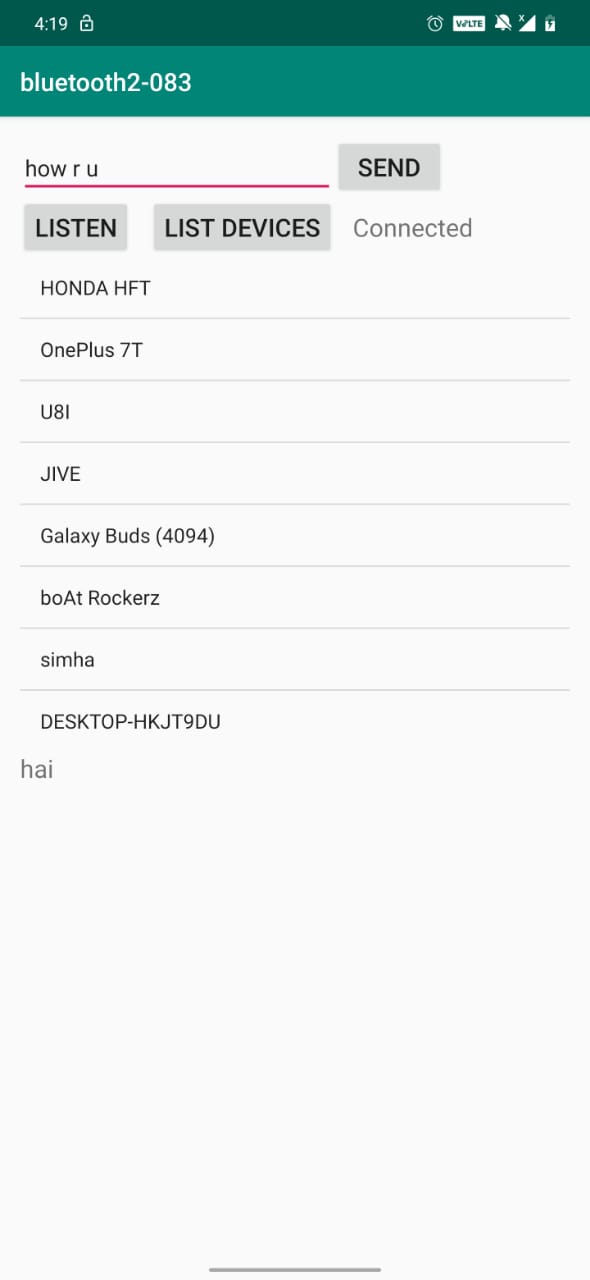 4:19 VoLTE x
bluetooth2-083
how r u SEND
LISTEN LIST DEVICES Connected
HONDA HFT
OnePlus 7T
U8I
JIVE
Galaxy Buds (4094)
boAt Rockerz
simha
DESKTOP-HKJT9DU
hai